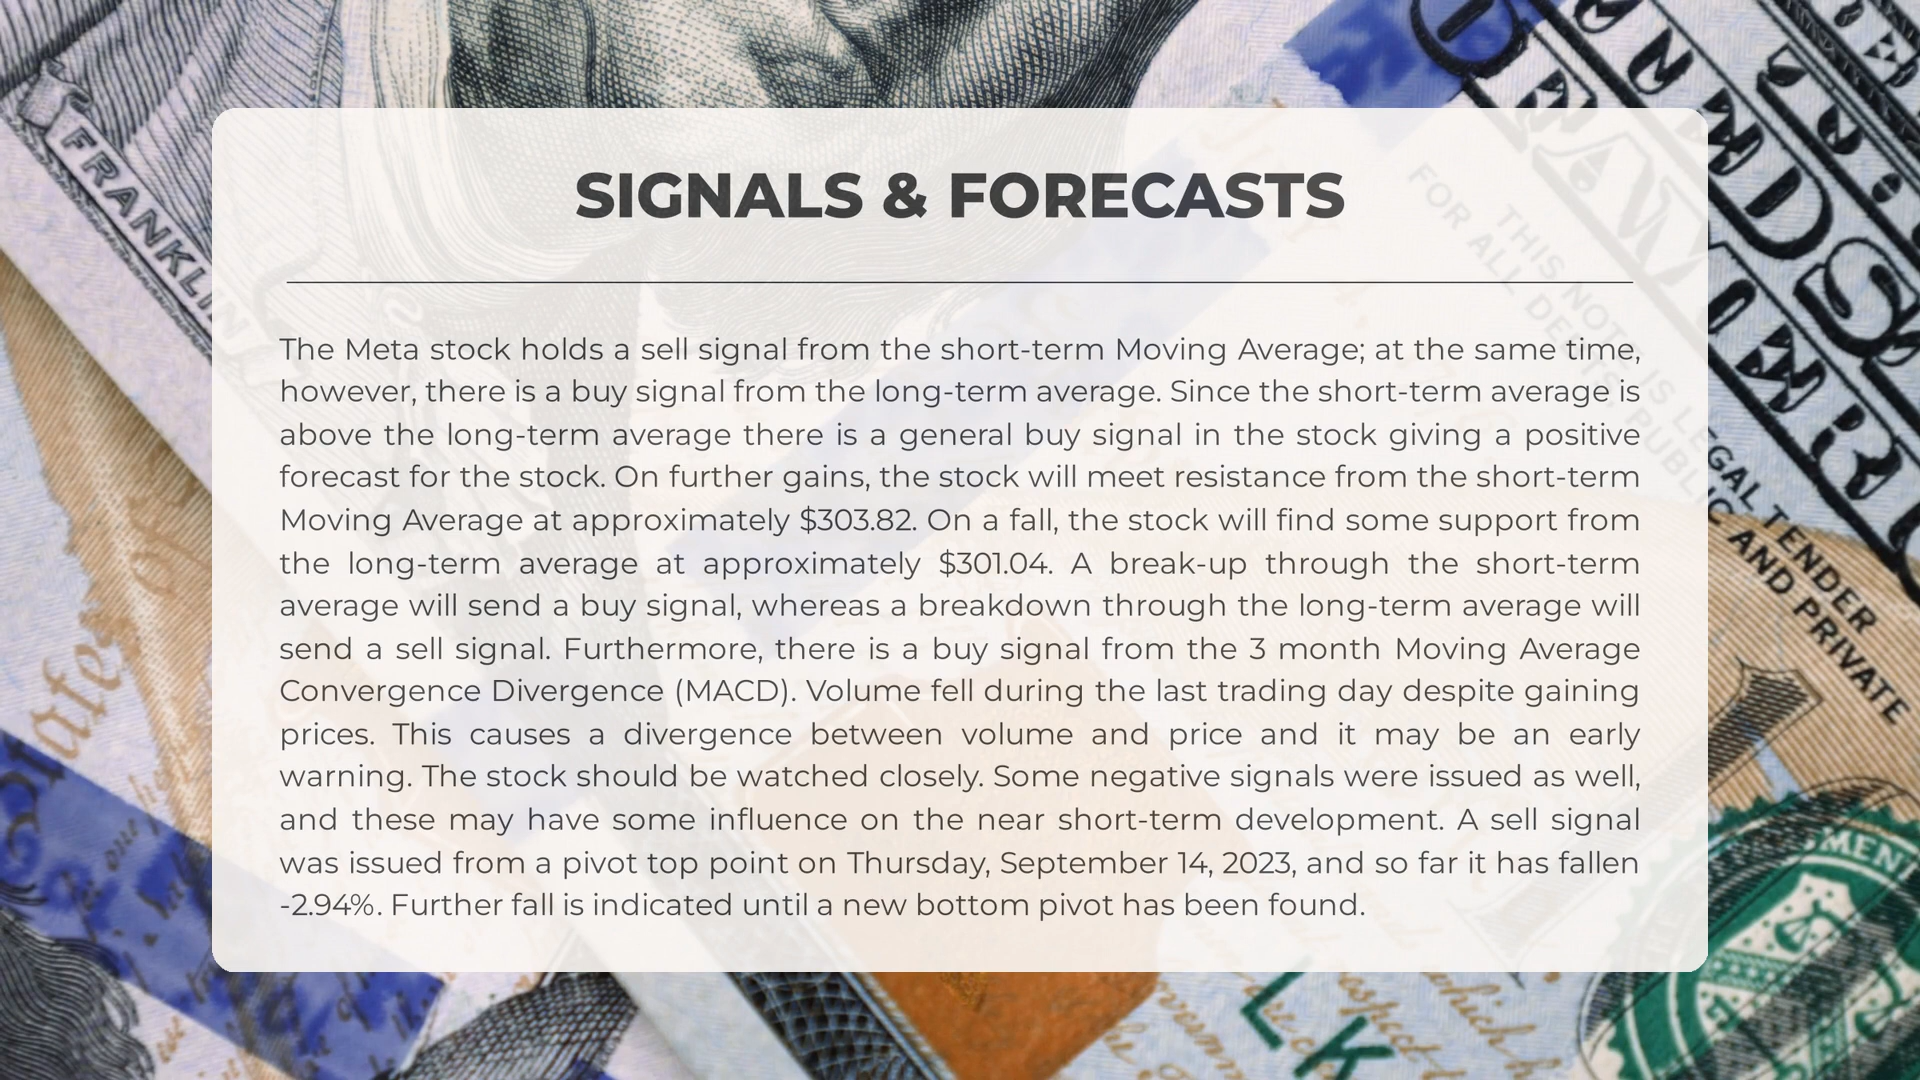 FRANKLIN
SIGNALS & FORECASTS
THIS NOTE IS LEGAL TENDER
FOR ALL DEBTS, PUBLIC AND PRIVATE
The Meta stock holds a sell signal from the short-term Moving Average; at the same time,
however, there is a buy signal from the long-term average. Since the short-term average is
above the long-term average there is a general buy signal in the stock giving a positive
forecast for the stock. On further gains, the stock will meet resistance from the short-term
Moving Average at approximately $303.82. On a fall, the stock will find some support from
the long-term average at approximately $301.04. A break-up through the short-term
average will send a buy signal, whereas a breakdown through the long-term average will
send a sell signal. Furthermore, there is a buy signal from the 3 month Moving Average
Convergence Divergence (MACD). Volume fell during the last trading day despite gaining
prices. This causes a divergence between volume and price and it may be an early
warning. The stock should be watched closely. Some negative signals were issued as well,
and these may have some influence on the near short-term development. A sell signal
was issued from a pivot top point on Thursday, September 14, 2023, and so far it has fallen
-2.94%. Further fall is indicated until a new bottom pivot has been found.